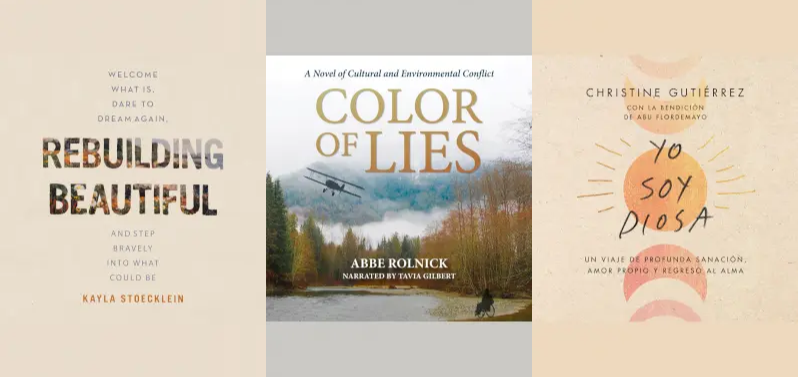 WELCOME
WHAT IS,
DARE TO
DREAM AGAIN,
REBUILDING
BEAUTIFUL
AND STEP
BRAVELY
INTO WHAT
COULD BE
KAYLA STOECKLEIN
A Novel of Cultural and Environmental Conflict
COLOR
OF LIES
ABBE ROLNICK
NARRATED BY TAVIA GILBERT
CHRISTINE GUTIÉRREZ
CON LA BENDICIÓN
DE ABU FLORDEMAYO
YO
SOY
DIOSA
UN VIAJE DE PROFUNDA SANACIÓN,
AMOR PROPIO Y REGRESO AL ALMA